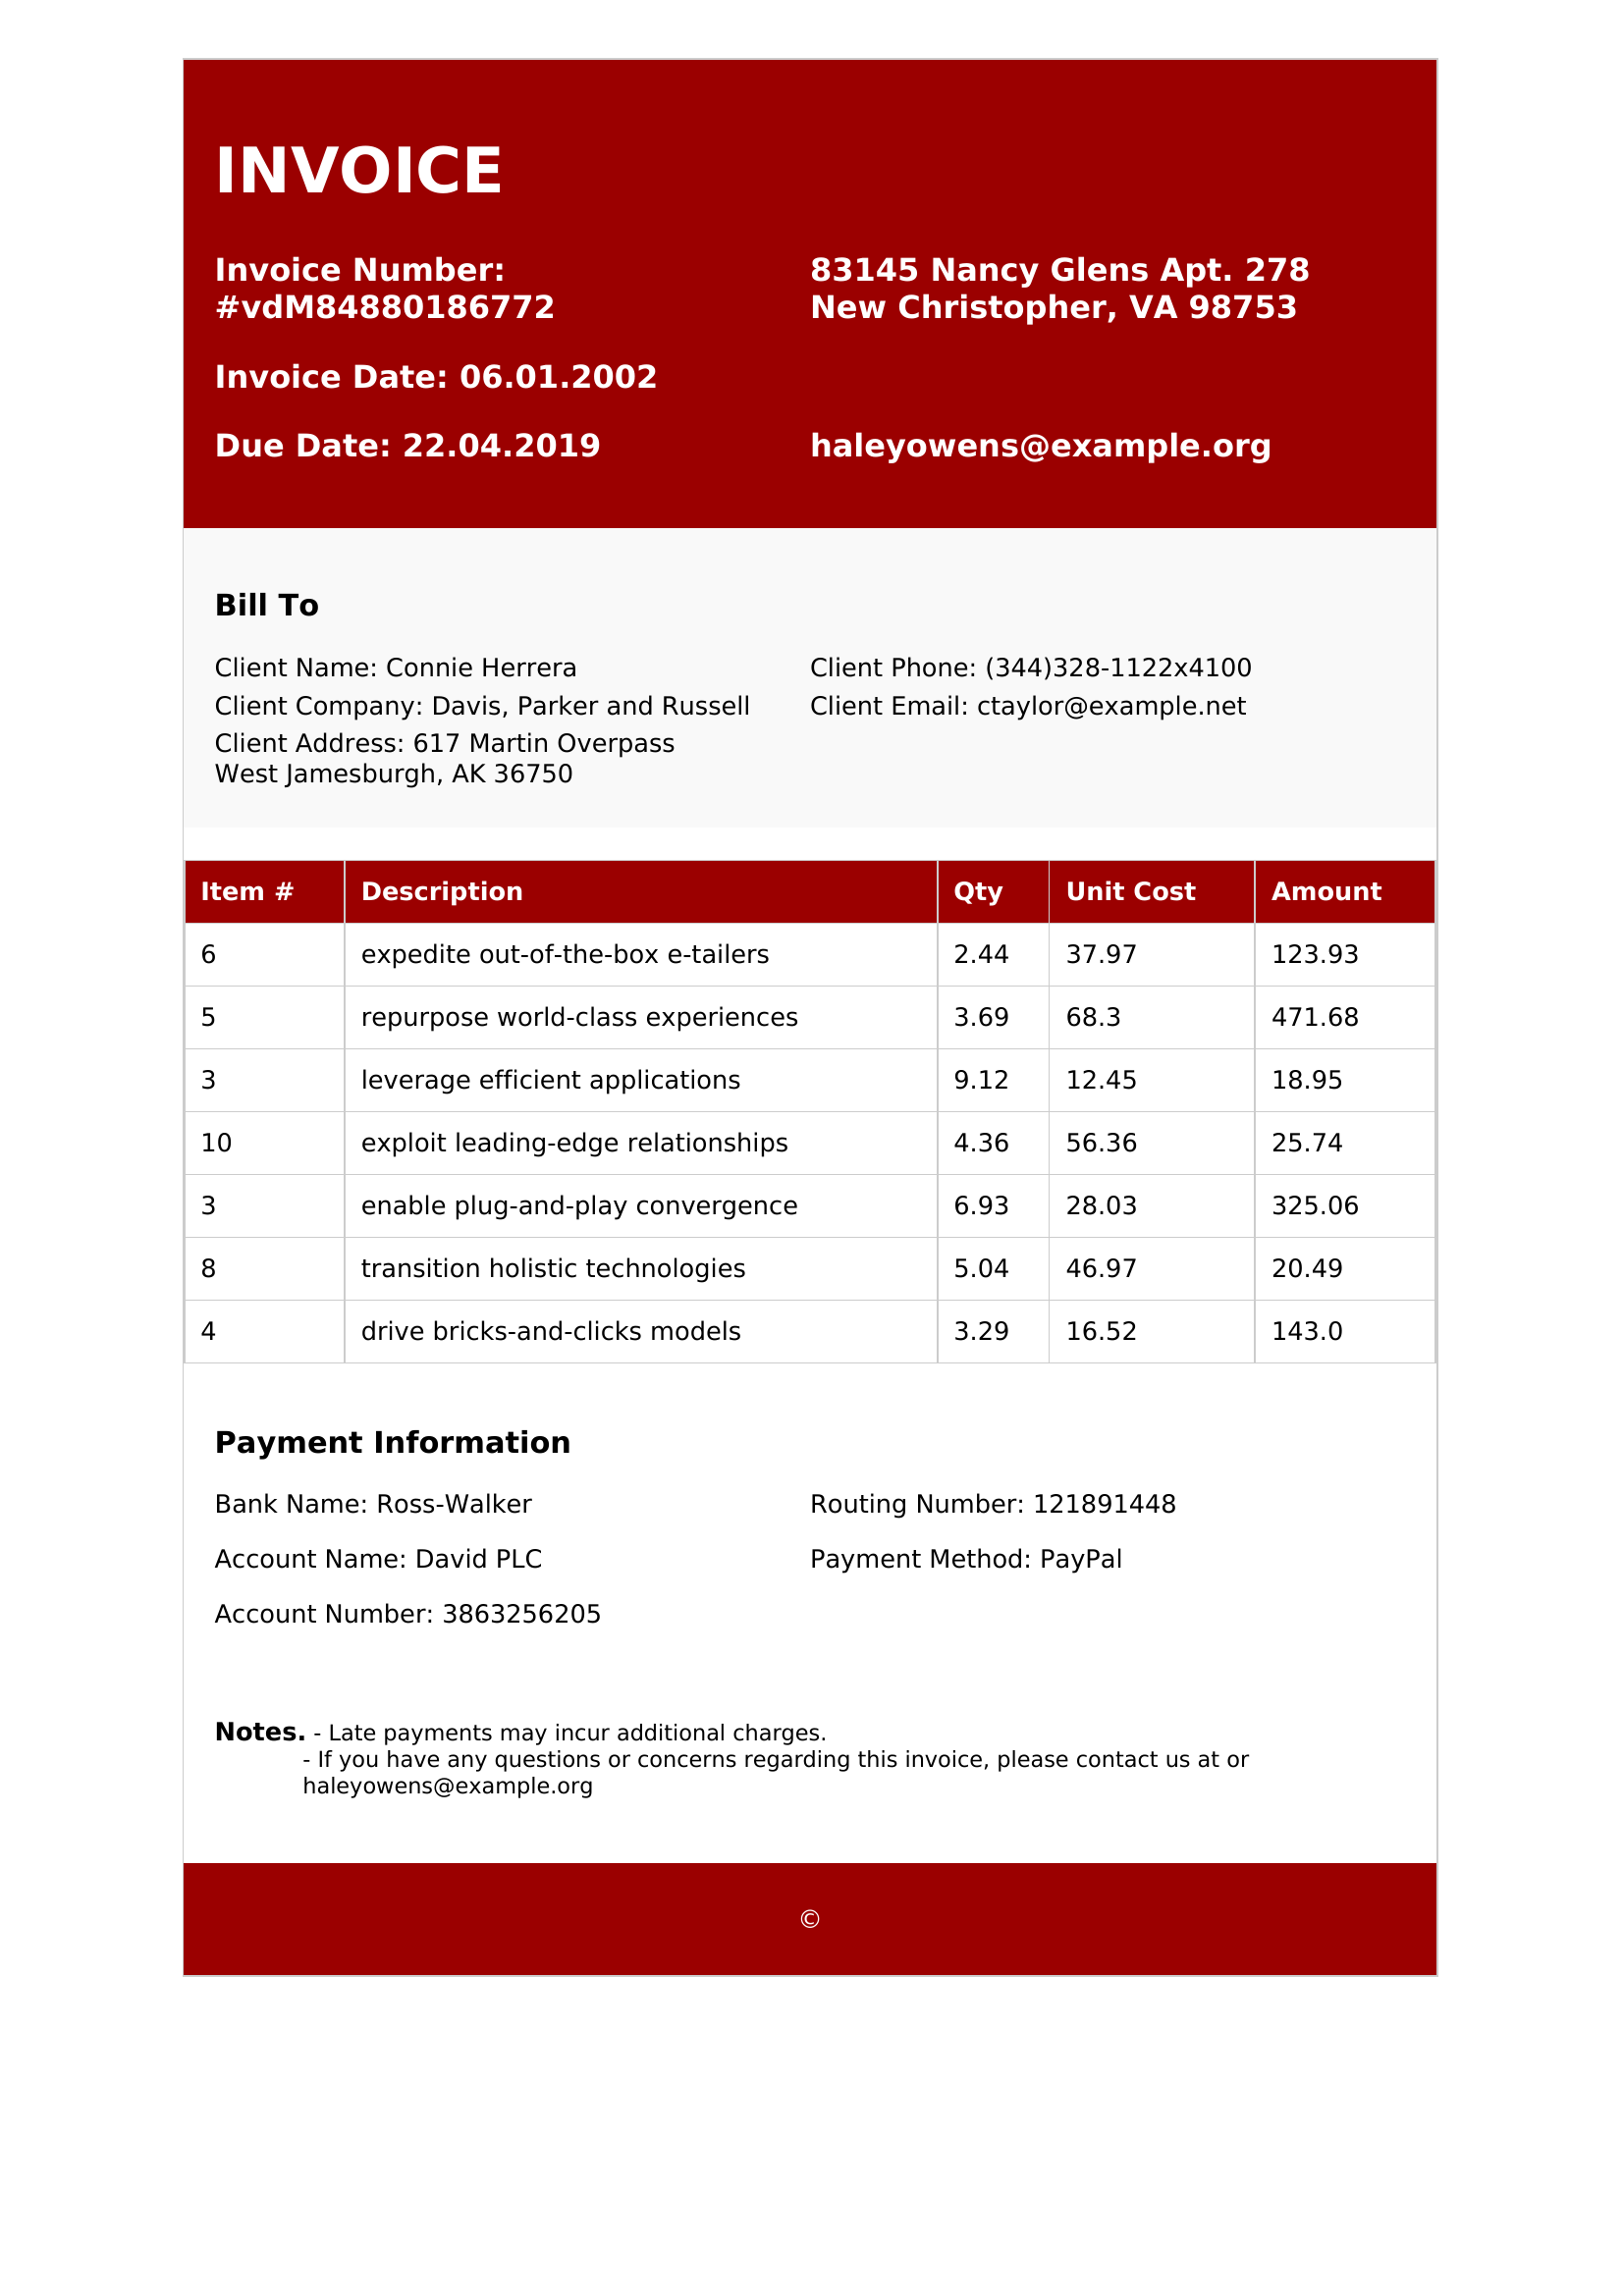 INVOICE
Invoice Number:
#vdM84880186772
83145 Nancy Glens Apt. 278
New Christopher, VA 98753
Invoice Date: 06.01.2002
Due Date: 22.04.2019
haleyowens@example.org
Bill To
Client Name: Connie Herrera
Client Phone: (344)328-1122x4100
Client Company: Davis, Parker and Russell
Client Email: ctaylor@example.net
Client Address: 617 Martin Overpass
West Jamesburgh, AK 36750
Item # Description Qty Unit Cost Amount
6 expedite out-of-the-box e-tailers 2.44 37.97 123.93
5 repurpose world-class experiences 3.69 68.3 471.68
3 leverage efficient applications 9.12 12.45 18.95
10 exploit leading-edge relationships 4.36 56.36 25.74
3 enable plug-and-play convergence 6.93 28.03 325.06
8 transition holistic technologies 5.04 46.97 20.49
4 drive bricks-and-clicks models 3.29 16.52 143.0
Payment Information
Bank Name: Ross-Walker
Routing Number: 121891448
Account Name: David PLC
Payment Method: PayPal
Account Number: 3863256205
Notes. - Late payments may incur additional charges.
- If you have any questions or concerns regarding this invoice, please contact us at or
haleyowens@example.org
©